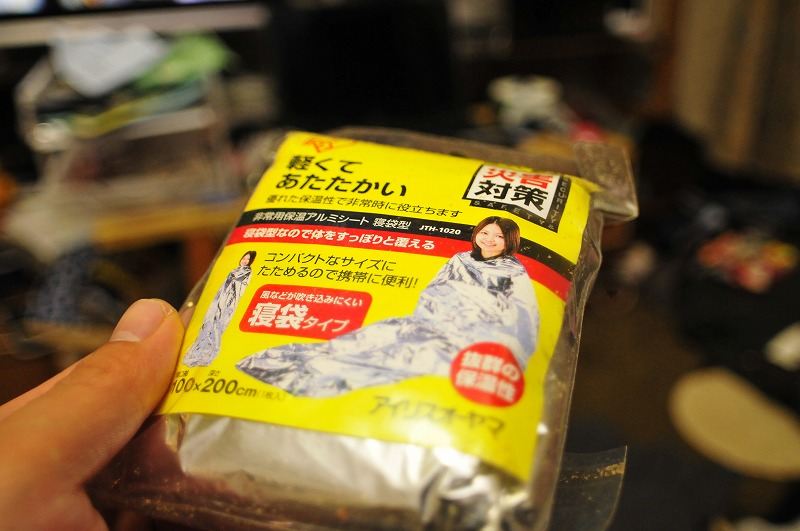 軽くて
あたたかい
優れた保温性で非常時に役立ちます
災害
対策
SECURITY
SAFETY
非常用保温アルミシート 寝袋型 JTH-1020
寝袋型なので体をすっぽりと覆える
コンパクトなサイズに
たためるので携帯に便利!
風などが吹き込みにくい
寝袋タイプ
抜群の
保温性
100×200cm(1枚入)
アイリスオーヤマ